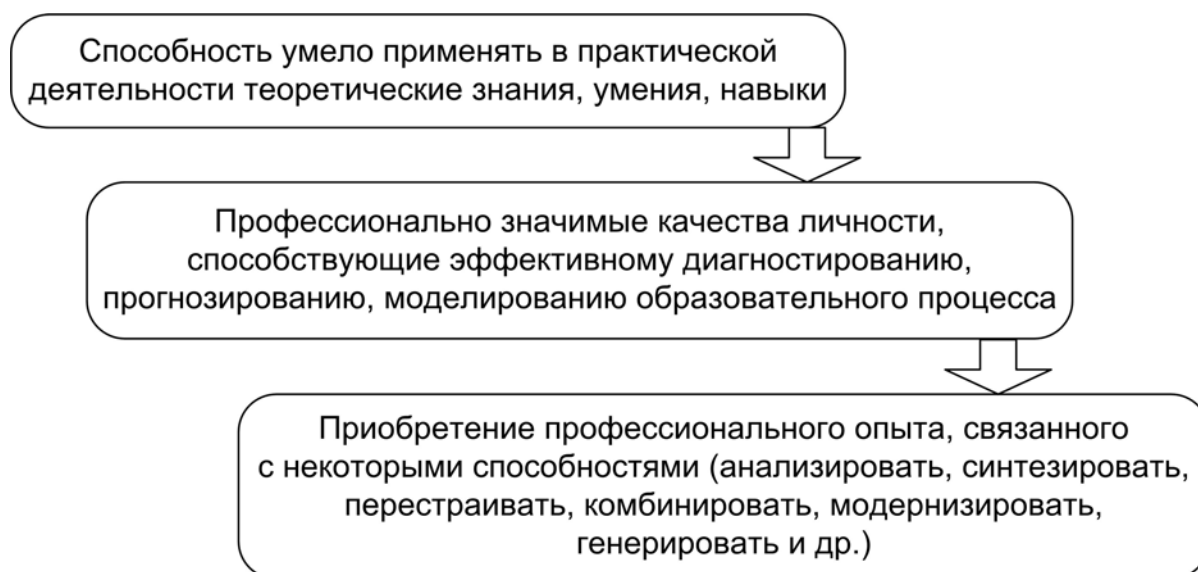 Способность умело применять в практической
деятельности теоретические знания, умения, навыки
Профессионально значимые качества личности,
способствующие эффективному диагностированию,
прогнозированию, моделированию образовательного процесса
Приобретение профессионального опыта, связанного
с некоторыми способностями (анализировать, синтезировать,
перестраивать, комбинировать, модернизировать,
генерировать и др.)